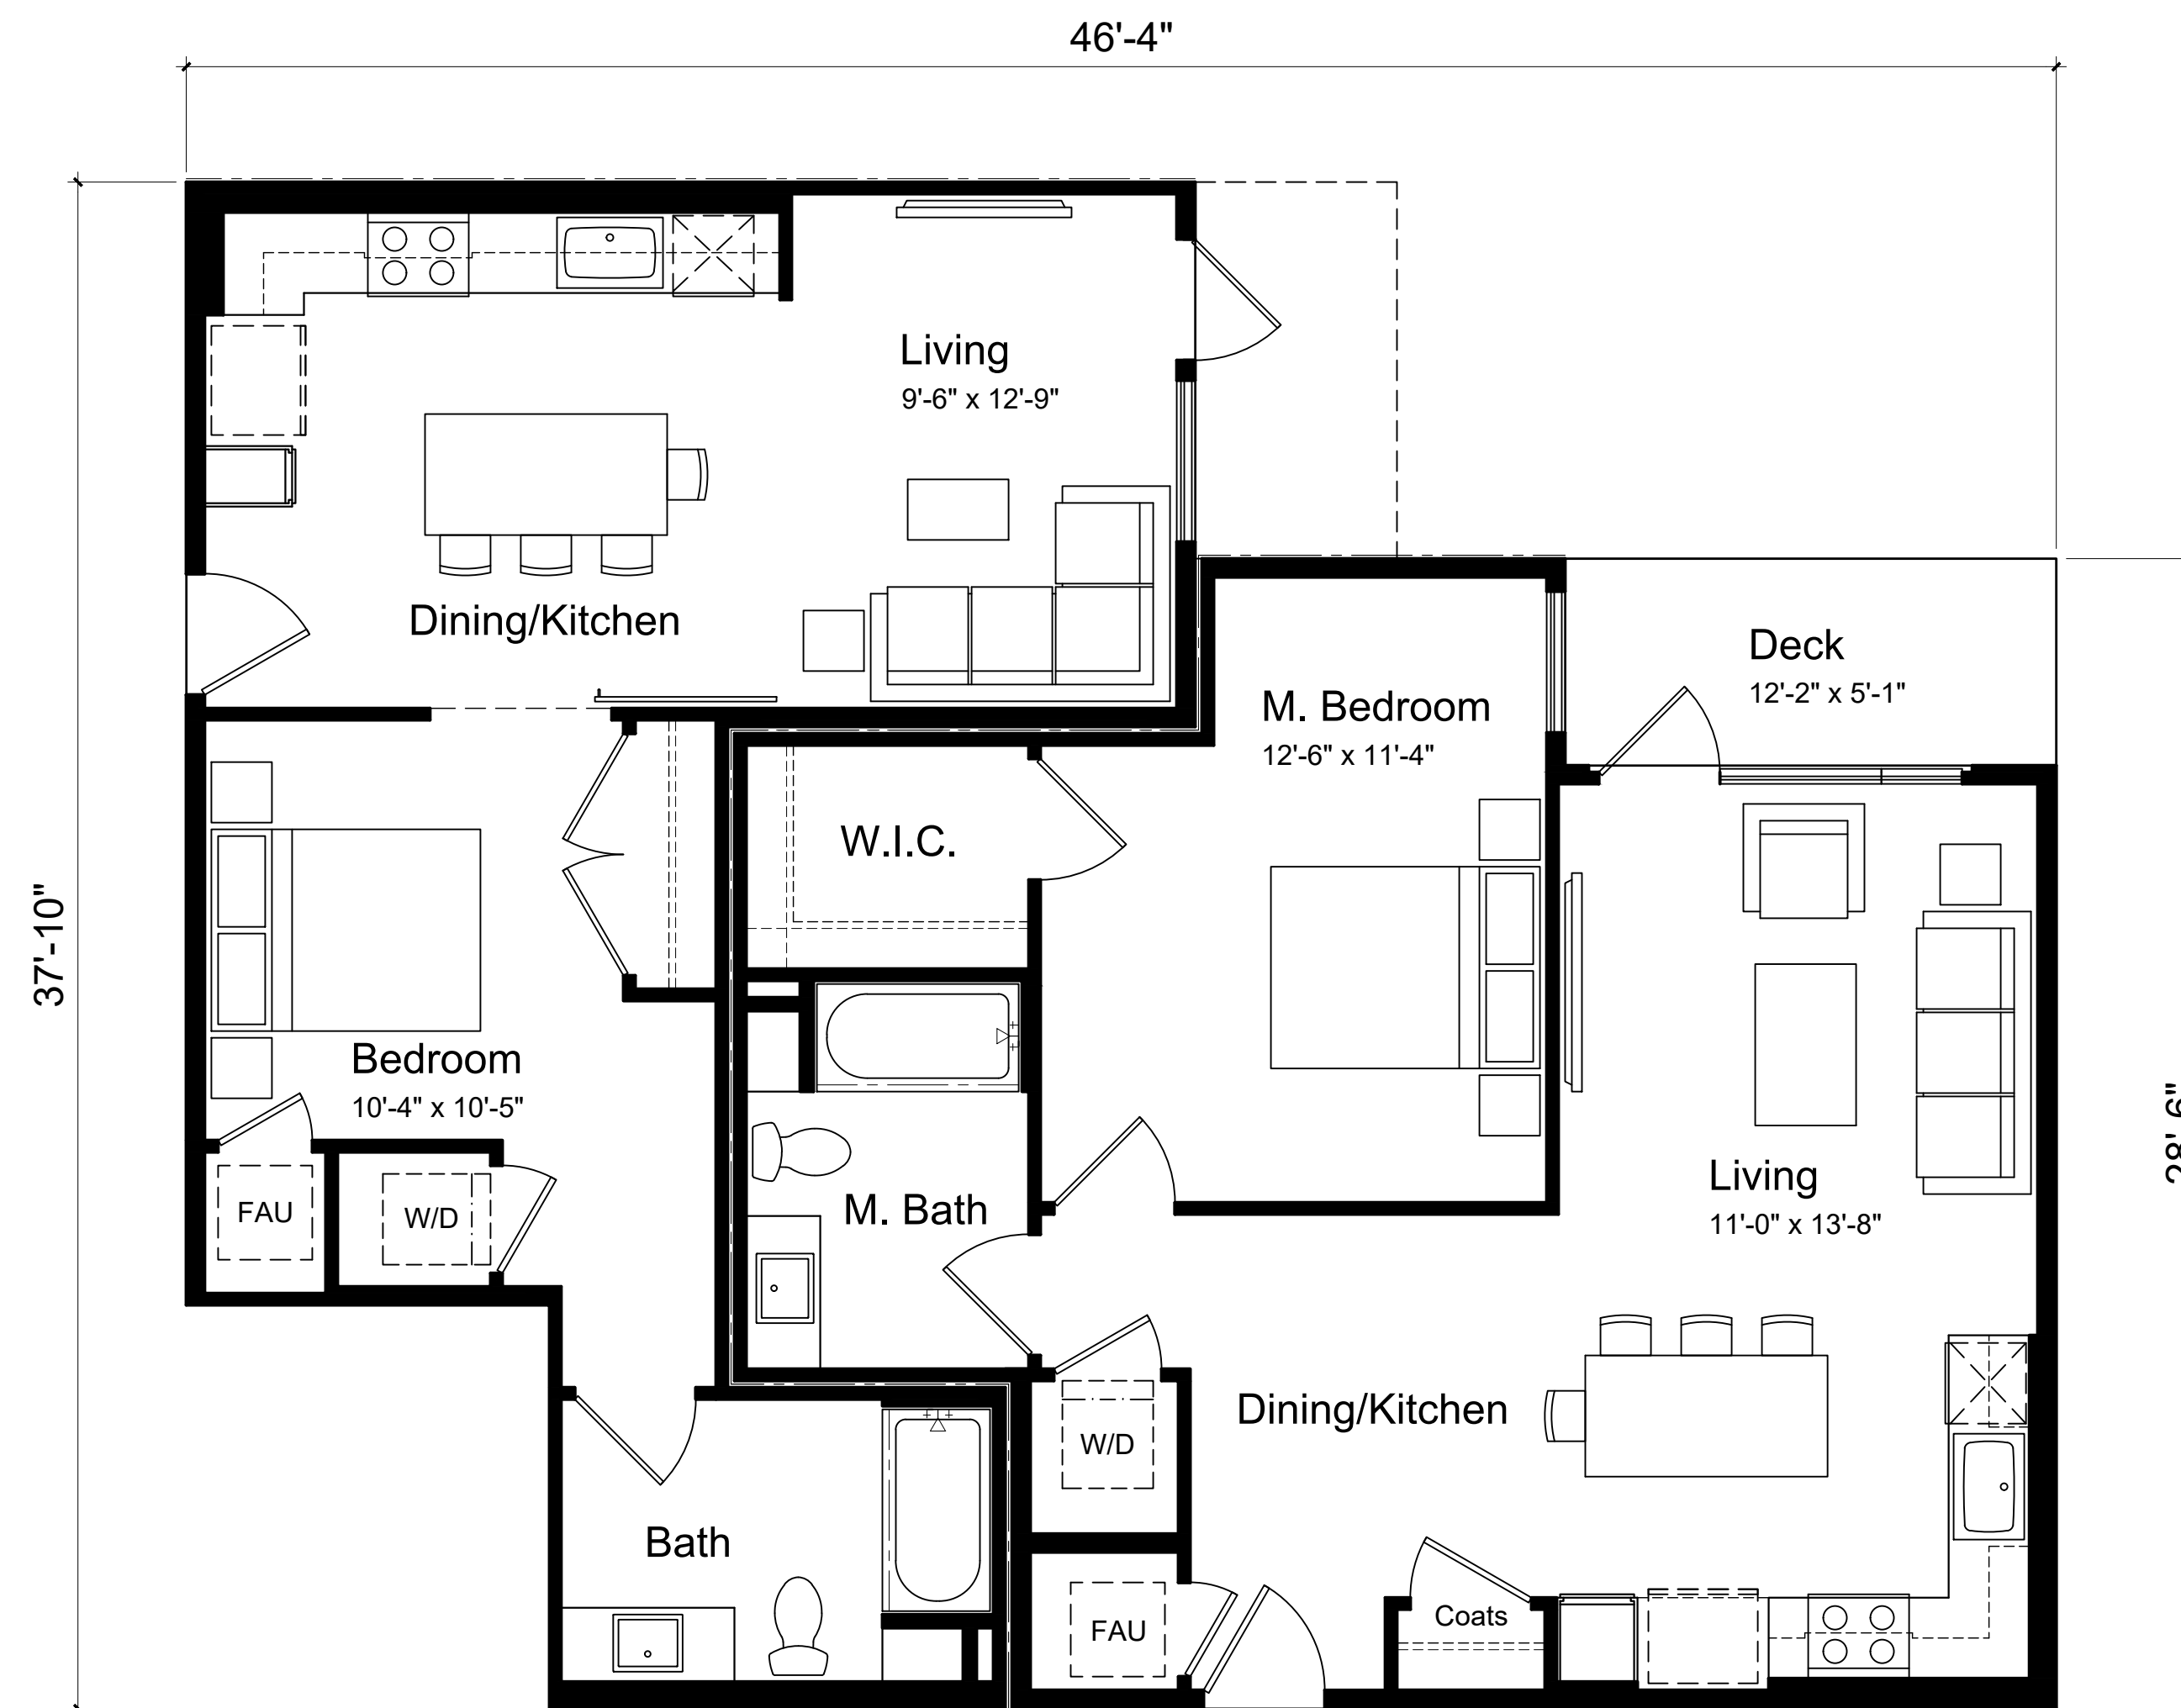 46'-4"
Living
9'-6" x 12'-9"
Dining/Kitchen
Deck
12'-2" x 5'-1"
M. Bedroom
12'-6" x 11'-4"
W.I.C.
37'-10"
Bedroom
10'-4" x 10'-5"
FAU
W/D
M. Bath
Living
11'-0" x 13'-8"
Dining/Kitchen
W/D
Bath
FAU
Coats